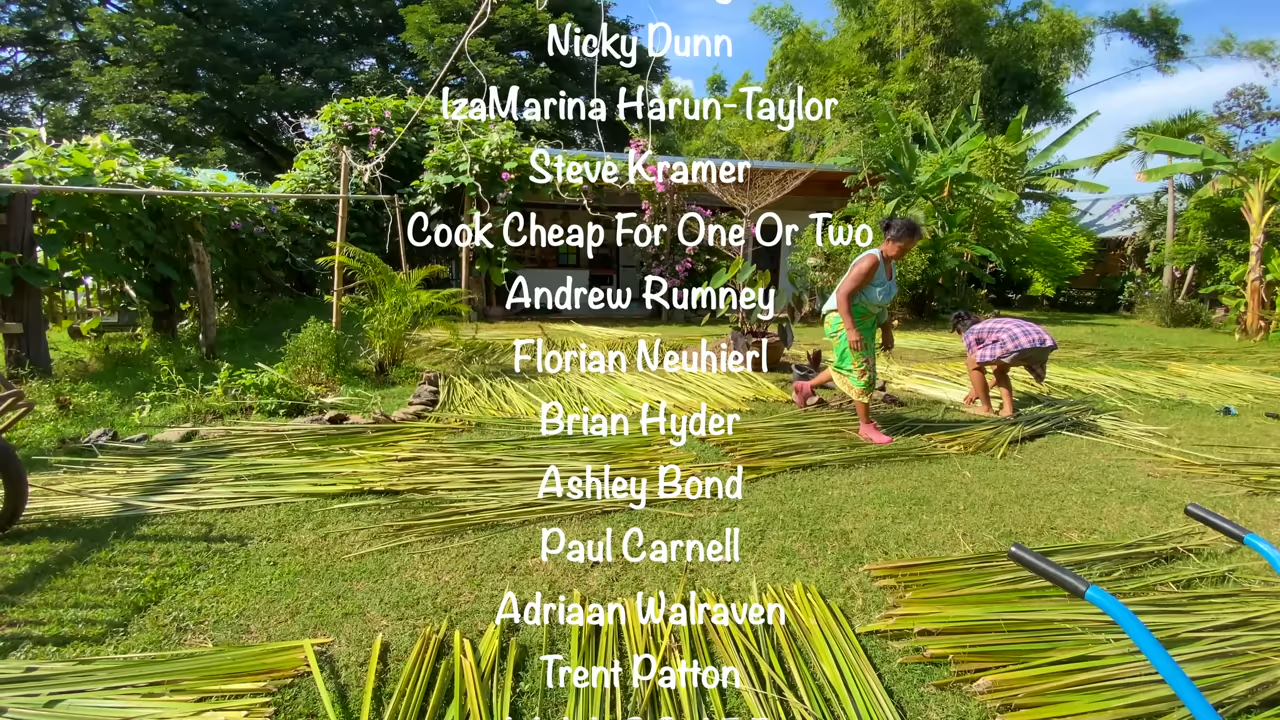 Nicky Dunn
IzaMarina Harun-Taylor
Steve Kramer
Cook Cheap For One Or Two
Andrew Rumney
Florian Neuhierl
Brian Hyder
Ashley Bond
Paul Carnell
Adriaan Walraven
Trent Patton